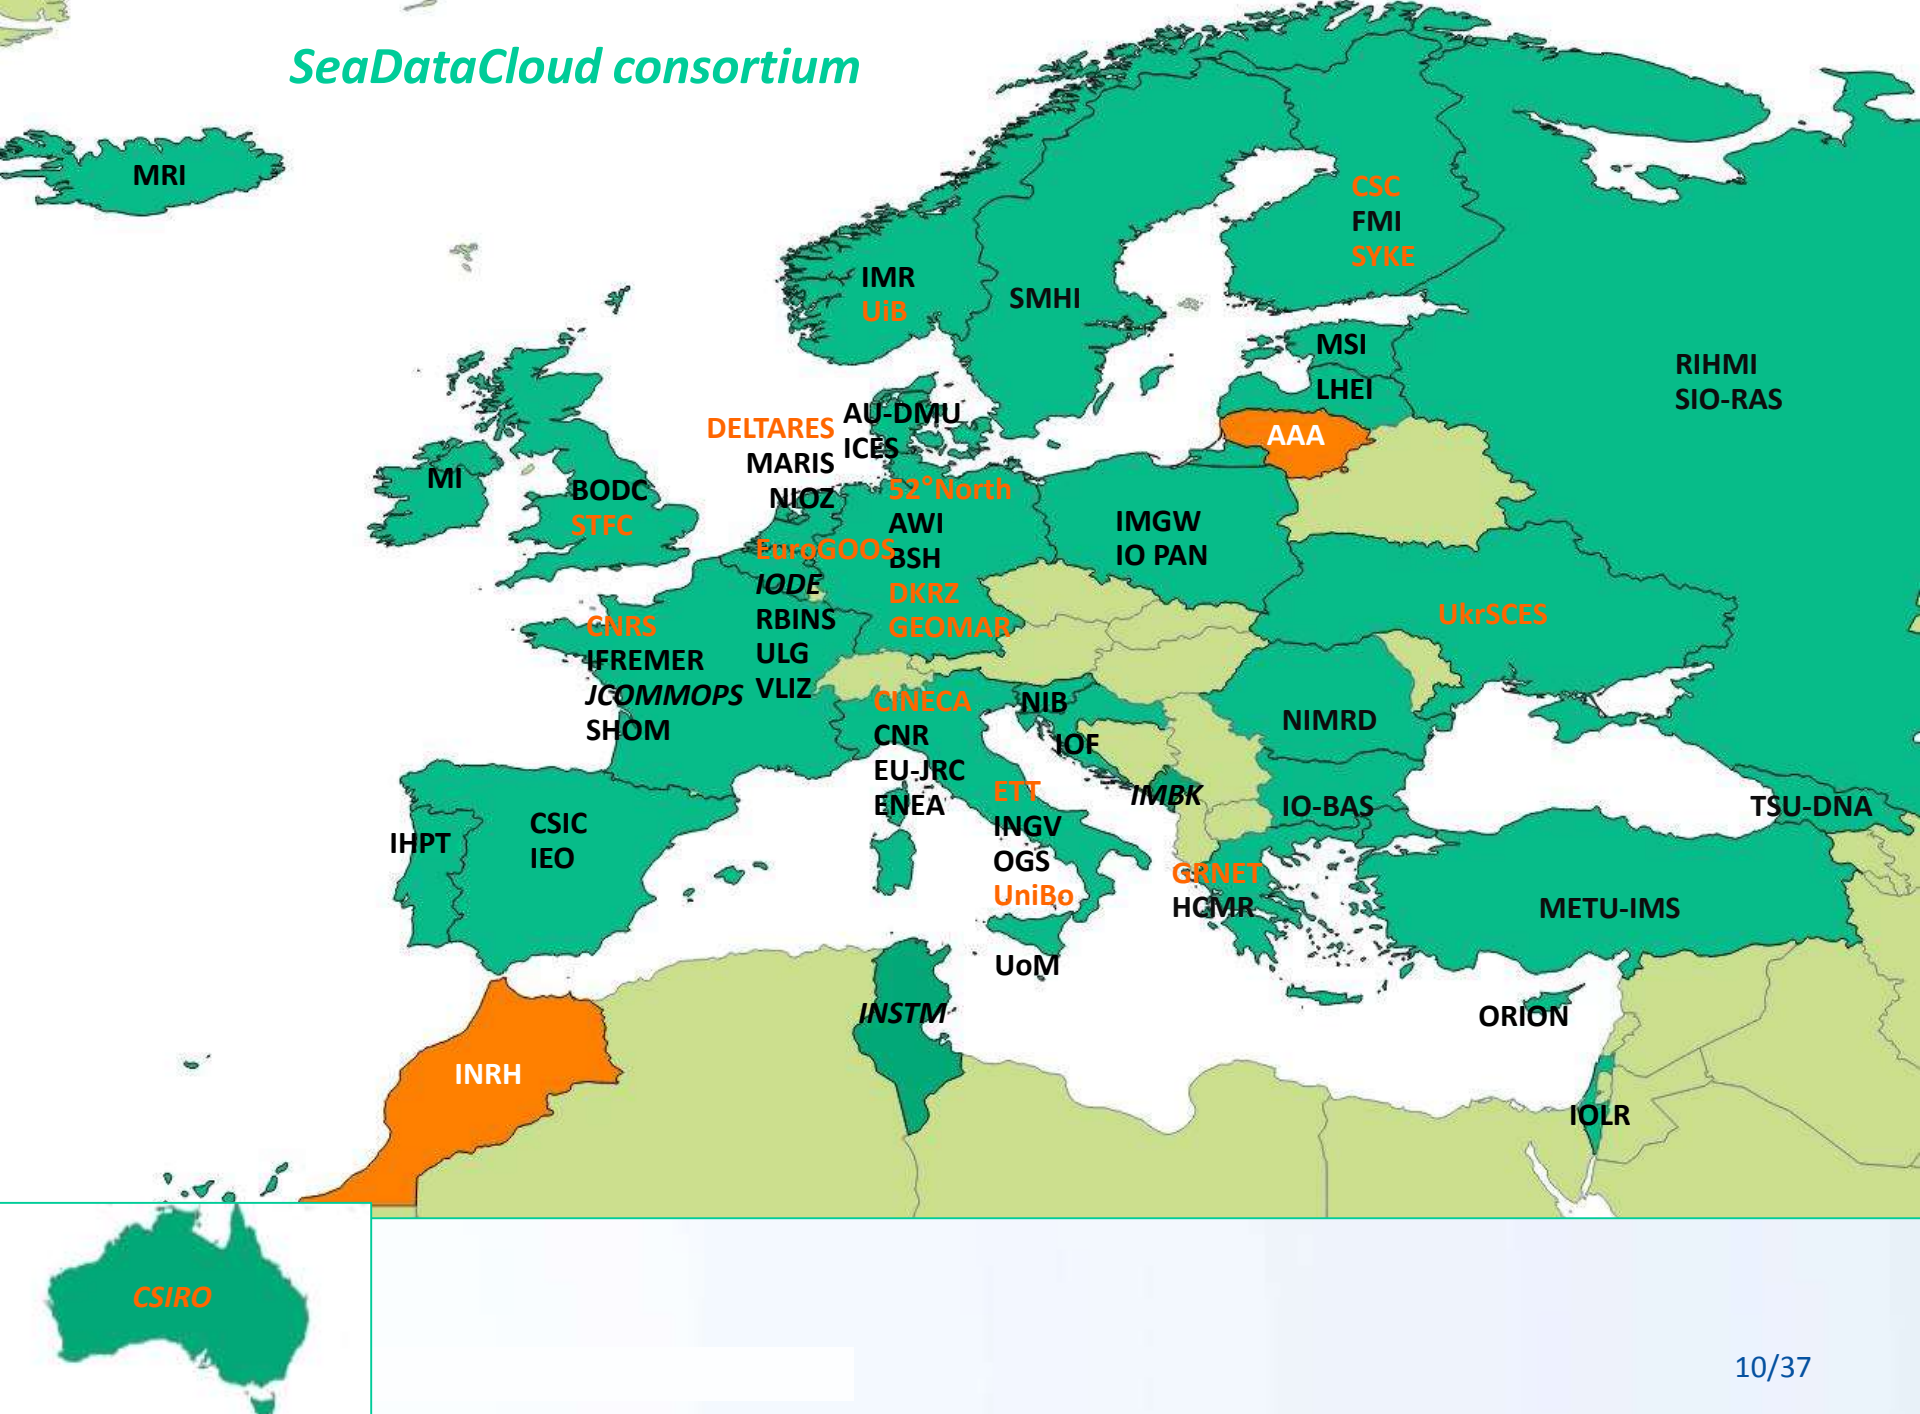 SeaDataCloud consortium
MRI
CSC
FMI
SYKE
IMR
UiB
SMHI
MSI
LHEI
RIHMI
SIO-RAS
AAA
DELTARES
MARIS
NIOZ
AU-DMU
ICES
MI
BODC
STFC
52°North
AWI
BSH
DKRZ
GEOMAR
IMGW
IO PAN
EuroGOOS
IODE
RBINS
ULG
VLIZ
UkrSCES
CNRS
IFREMER
JCOMMOPS
SHOM
CINECA
CNR
EU-JRC
ENEA
NIB
IOF
IMBK
NIMRD
IO-BAS
TSU-DNA
IHPT
CSIC
IEO
ETT
INGV
OGS
UniBo
GRNET
HCMR
METU-IMS
UoM
INSTM
ORION
INRH
IOLR
CSIRO
10/37